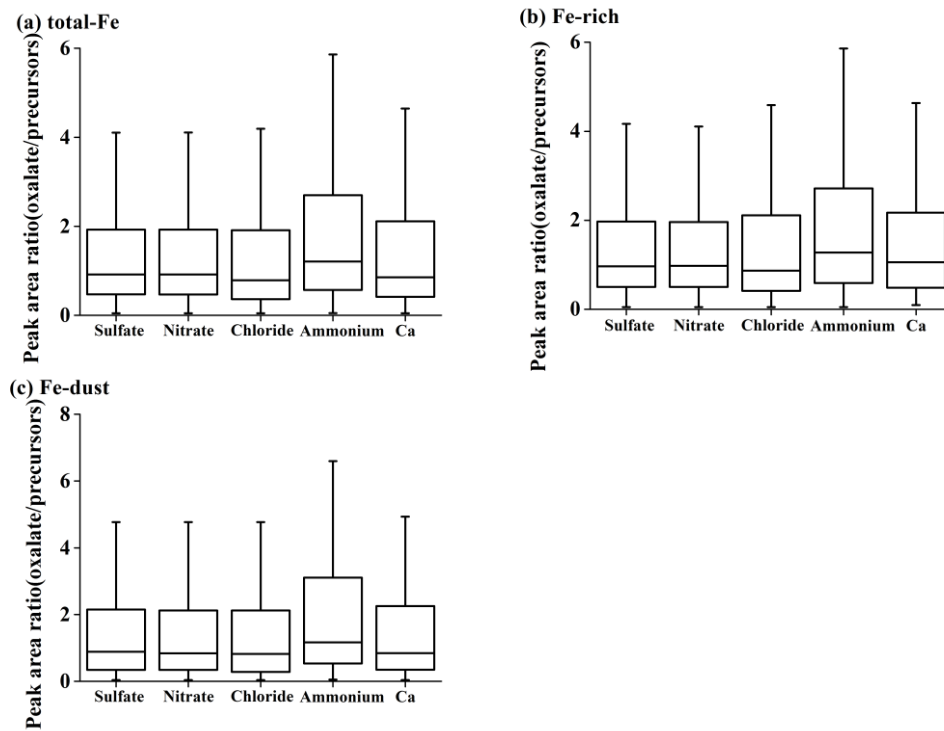 (a) total-Fe
Peak area ratio(oxalate/precursors)
6
4
2
0
Sulfate Nitrate Chloride Ammonium Ca
(b) Fe-rich
Peak area ratio(oxalate/precursors)
6
4
2
0
Sulfate Nitrate Chloride Ammonium Ca
(c) Fe-dust
Peak area ratio(oxalate/precursors)
8
6
4
2
0
Sulfate Nitrate Chloride Ammonium Ca